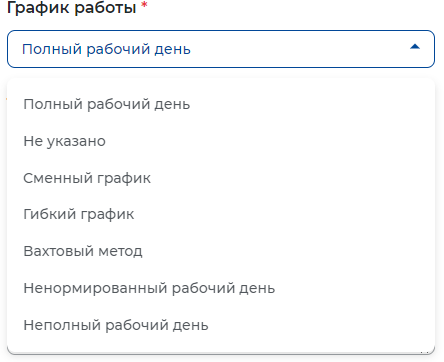 График работы *
Полный рабочий день
Полный рабочий день
Не указано
Сменный график
Гибкий график
Вахтовый метод
Ненормированный рабочий день
Неполный рабочий день